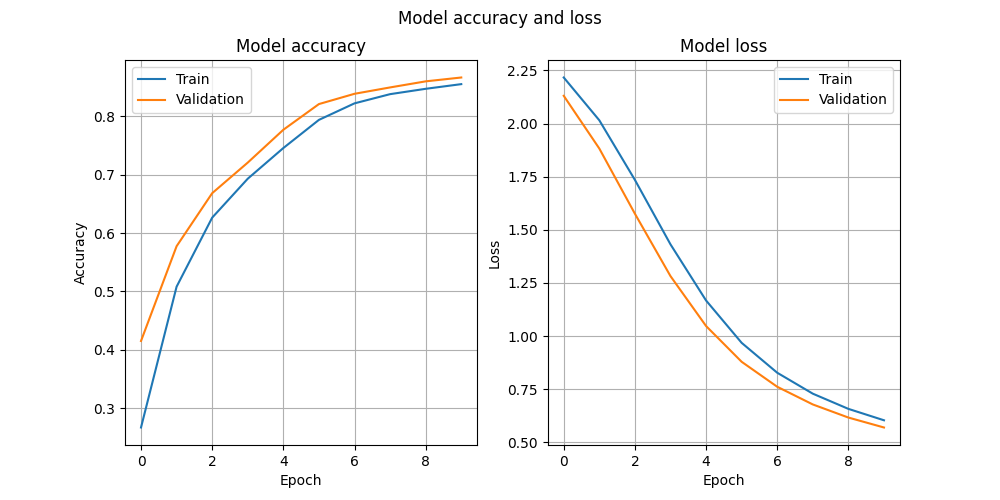 Model accuracy and loss
Model accuracy
Train
Validation
0.8
0.7
0.6
0.5
0.4
0.3
Accuracy
0 2 4 6 8
Epoch
Model loss
Train
Validation
2.25
2.00
1.75
1.50
1.25
1.00
0.75
0.50
Loss
0 2 4 6 8
Epoch